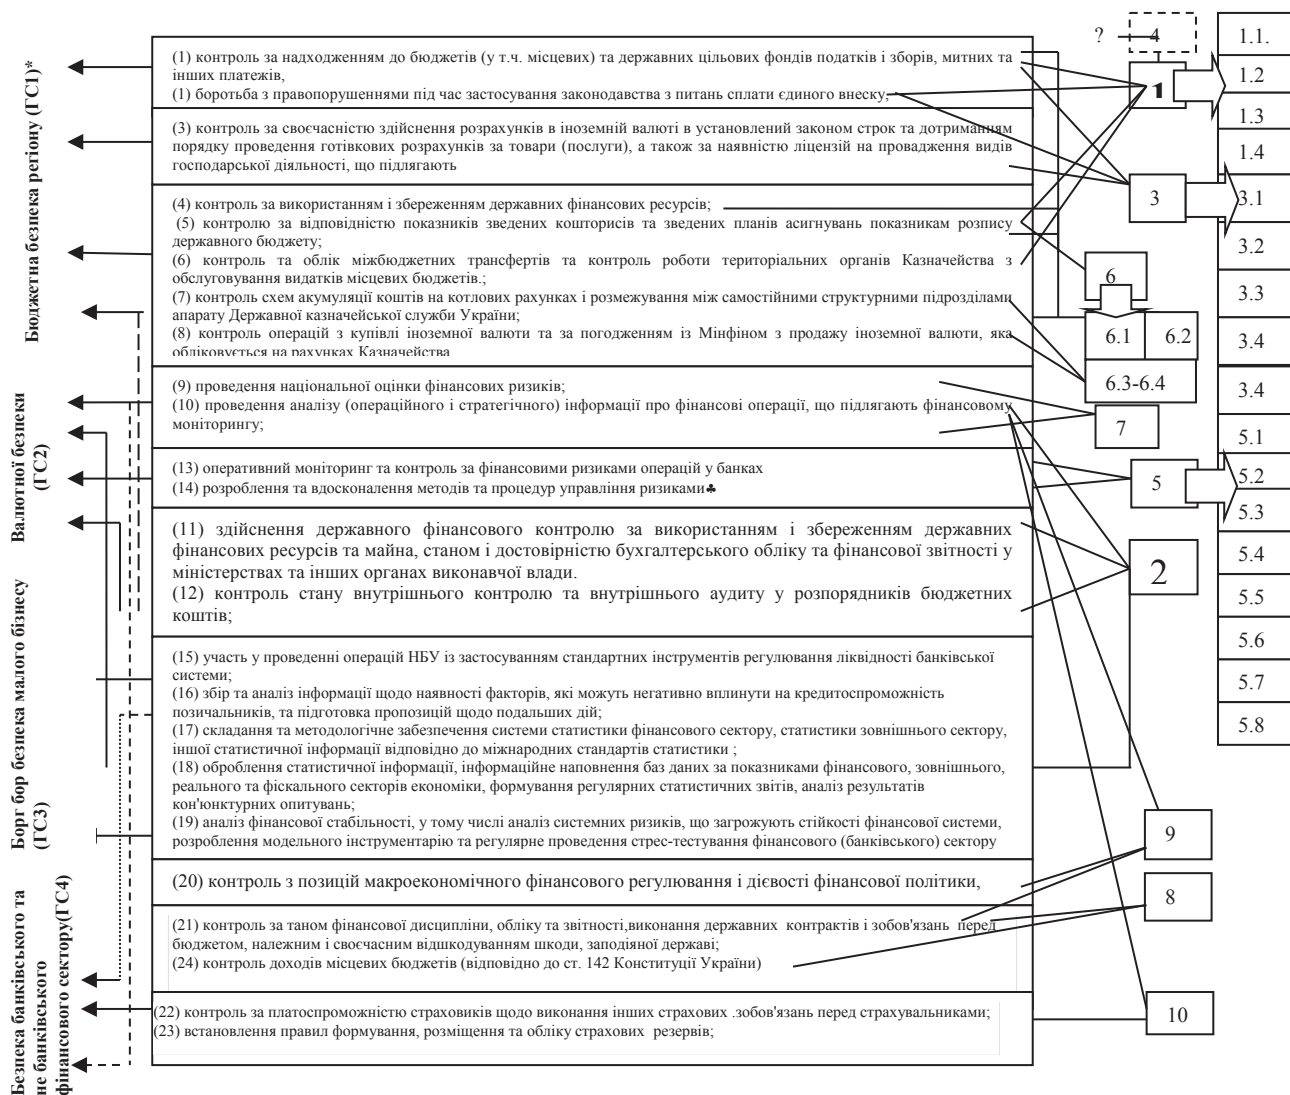 Бюджетна безпека регіону (ГС1)*
Валютної безпеки
(ГС2)
Борг бор безпека малого бізнесу
(ГС3)
Безпека банківського та
не банківського
фінансового сектору(ГС4)
(1) контроль за надходженням до бюджетів (у т.ч. місцевих) та державних цільових фондів податків і зборів, митних та
інших платежів,
(1) боротьба з правопорушеннями під час застосування законодавства з питань сплати єдиного внеску,
(3) контроль за своєчасністю здійснення розрахунків в іноземній валюті в установлений законом строк та дотриманням
порядку проведення готівкових розрахунків за товари (послуги), а також за наявністю ліцензій на провадження видів
господарської діяльності, що підлягають
(4) контроль за використанням і збереженням державних фінансових ресурсів;
(5) контролю за відповідністю показників зведених кошторисів та зведених планів асигнувань показникам розпису
державного бюджету;
(6) контроль та облік міжбюджетних трансфертів та контроль роботи територіальних органів Казначейства з
обслуговування видатків місцевих бюджетів.;
(7) контроль схем акумуляції коштів на котлових рахунках і розмежування між самостійними структурними підрозділами
апарату Державної казначейської служби України;
(8) контроль операцій з купівлі іноземної валюти та за погодженням із Мінфіном з продажу іноземної валюти, яка
обліковується на рахунках Казначейства
(9) проведення національної оцінки фінансових ризиків;
(10) проведення аналізу (операційного і стратегічного) інформації про фінансові операції, що підлягають фінансовому
моніторингу;
(13) оперативний моніторинг та контроль за фінансовими ризиками операцій у банках
(14) розроблення та вдосконалення методів та процедур управління ризиками♣
(11) здійснення державного фінансового контролю за використанням і збереженням державних
фінансових ресурсів та майна, станом і достовірністю бухгалтерського обліку та фінансової звітності у
міністерствах та інших органах виконавчої влади.
(12) контроль стану внутрішнього контролю та внутрішнього аудиту у розпорядників бюджетних
коштів;
(15) участь у проведенні операцій НБУ із застосуванням стандартних інструментів регулювання ліквідності банківської
системи;
(16) збір та аналіз інформації щодо наявності факторів, які можуть негативно вплинути на кредитоспроможність
позичальників, та підготовка пропозицій щодо подальших дій;
(17) складання та методологічне забезпечення системи статистики фінансового сектору, статистики зовнішнього сектору,
іншої статистичної інформації відповідно до міжнародних стандартів статистики ;
(18) оброблення статистичної інформації, інформаційне наповнення баз даних за показниками фінансового, зовнішнього,
реального та фіскального секторів економіки, формування регулярних статистичних звітів, аналіз результатів
кон'юнктурних опитувань;
(19) аналіз фінансової стабільності, у тому числі аналіз системних ризиків, що загрожують стійкості фінансової системи,
розроблення модельного інструментарію та регулярне проведення стрес-тестування фінансового (банківського) сектору
(20) контроль з позицій макроекономічного фінансового регулювання і дієвості фінансової політики,
(21) контроль за таном фінансової дисципліни, обліку та звітності,виконання державних контрактів і зобов'язань перед
бюджетом, належним і своєчасним відшкодуванням шкоди, заподіяної державі;
(24) контроль доходів місцевих бюджетів (відповідно до ст. 142 Конституції України)
(22) контроль за платоспроможністю страховиків щодо виконання інших страхових .зобов'язань перед страхувальниками;
(23) встановлення правил формування, розміщення та обліку страхових резервів;
? 4
1
3
6
6.1 6.2
6.3-6.4
7
5
2
9
8
10
1.1.
1.2
1.3
1.4
3.1
3.2
3.3
3.4
3.4
5.1
5.2
5.3
5.4
5.5
5.6
5.7
5.8